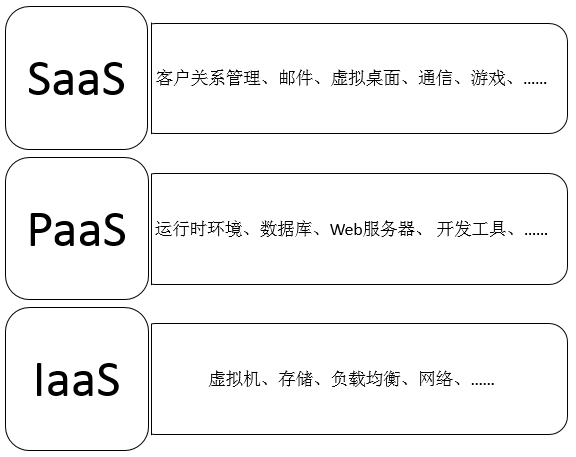 SaaS
客户关系管理、邮件、虚拟桌面、通信、游戏、……
PaaS
运行时环境、数据库、Web服务器、 开发工具、……
IaaS
虚拟机、存储、负载均衡、网络、……